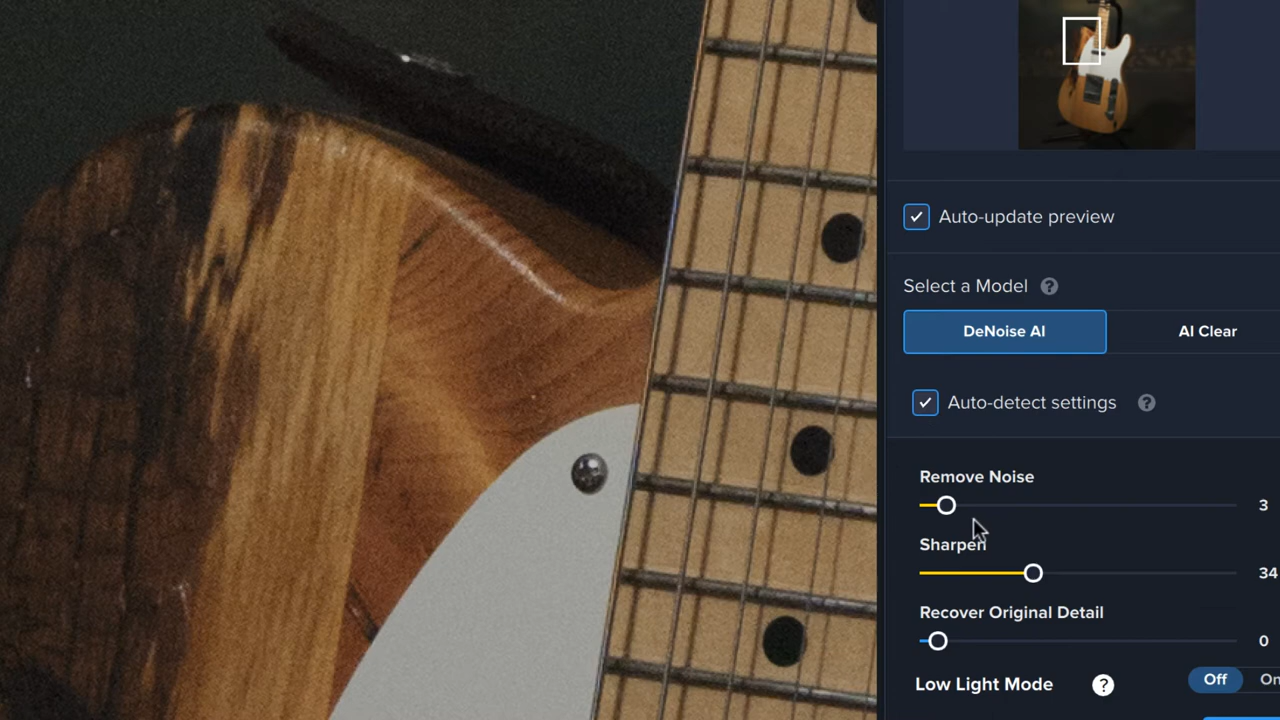 Auto-update preview
Select a Model ?
DeNoise AI
AI Clear
Auto-detect settings ?
Remove Noise
3
Sharpen
34
Recover Original Detail
0
Low Light Mode ?
Off
On